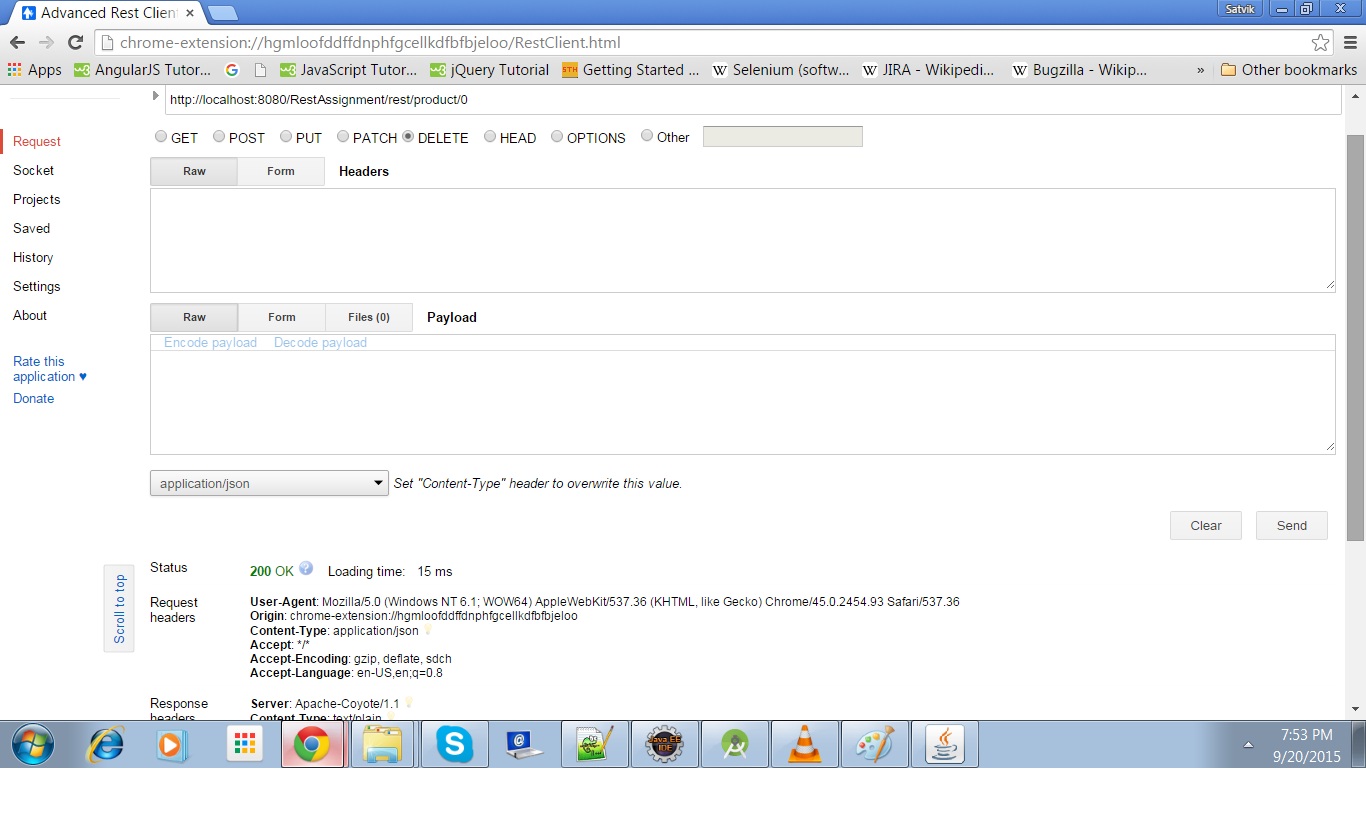 Advanced Rest Client
Satvik
chrome-extension://hgmloofddffdnphfgcellkdfbfbjeloo/RestClient.html
Apps AngularJS Tutor... JavaScript Tutor... jQuery Tutorial Getting Started ... Selenium (softw... JIRA - Wikipedi... Bugzilla - Wikip... » Other bookmarks
http://localhost:8080/RestAssignment/rest/product/0
GET POST PUT PATCH DELETE HEAD OPTIONS Other
Request
Socket
Projects
Saved
History
Settings
About
Rate this
application ♥
Donate
Raw Form Headers
Raw Form Files (0) Payload
Encode payload Decode payload
application/json Set "Content-Type" header to overwrite this value.
Clear Send
Scroll to top
Status 200 OK Loading time: 15 ms
Request
headers
User-Agent: Mozilla/5.0 (Windows NT 6.1; WOW64) AppleWebKit/537.36 (KHTML, like Gecko) Chrome/45.0.2454.93 Safari/537.36
Origin: chrome-extension://hgmloofddffdnphfgcellkdfbfbjeloo
Content-Type: application/json
Accept: */*
Accept-Encoding: gzip, deflate, sdch
Accept-Language: en-US,en;q=0.8
Response
headers
Server: Apache-Coyote/1.1
Content-Type: text/plain
Java EE
IDE
7:53 PM
9/20/2015